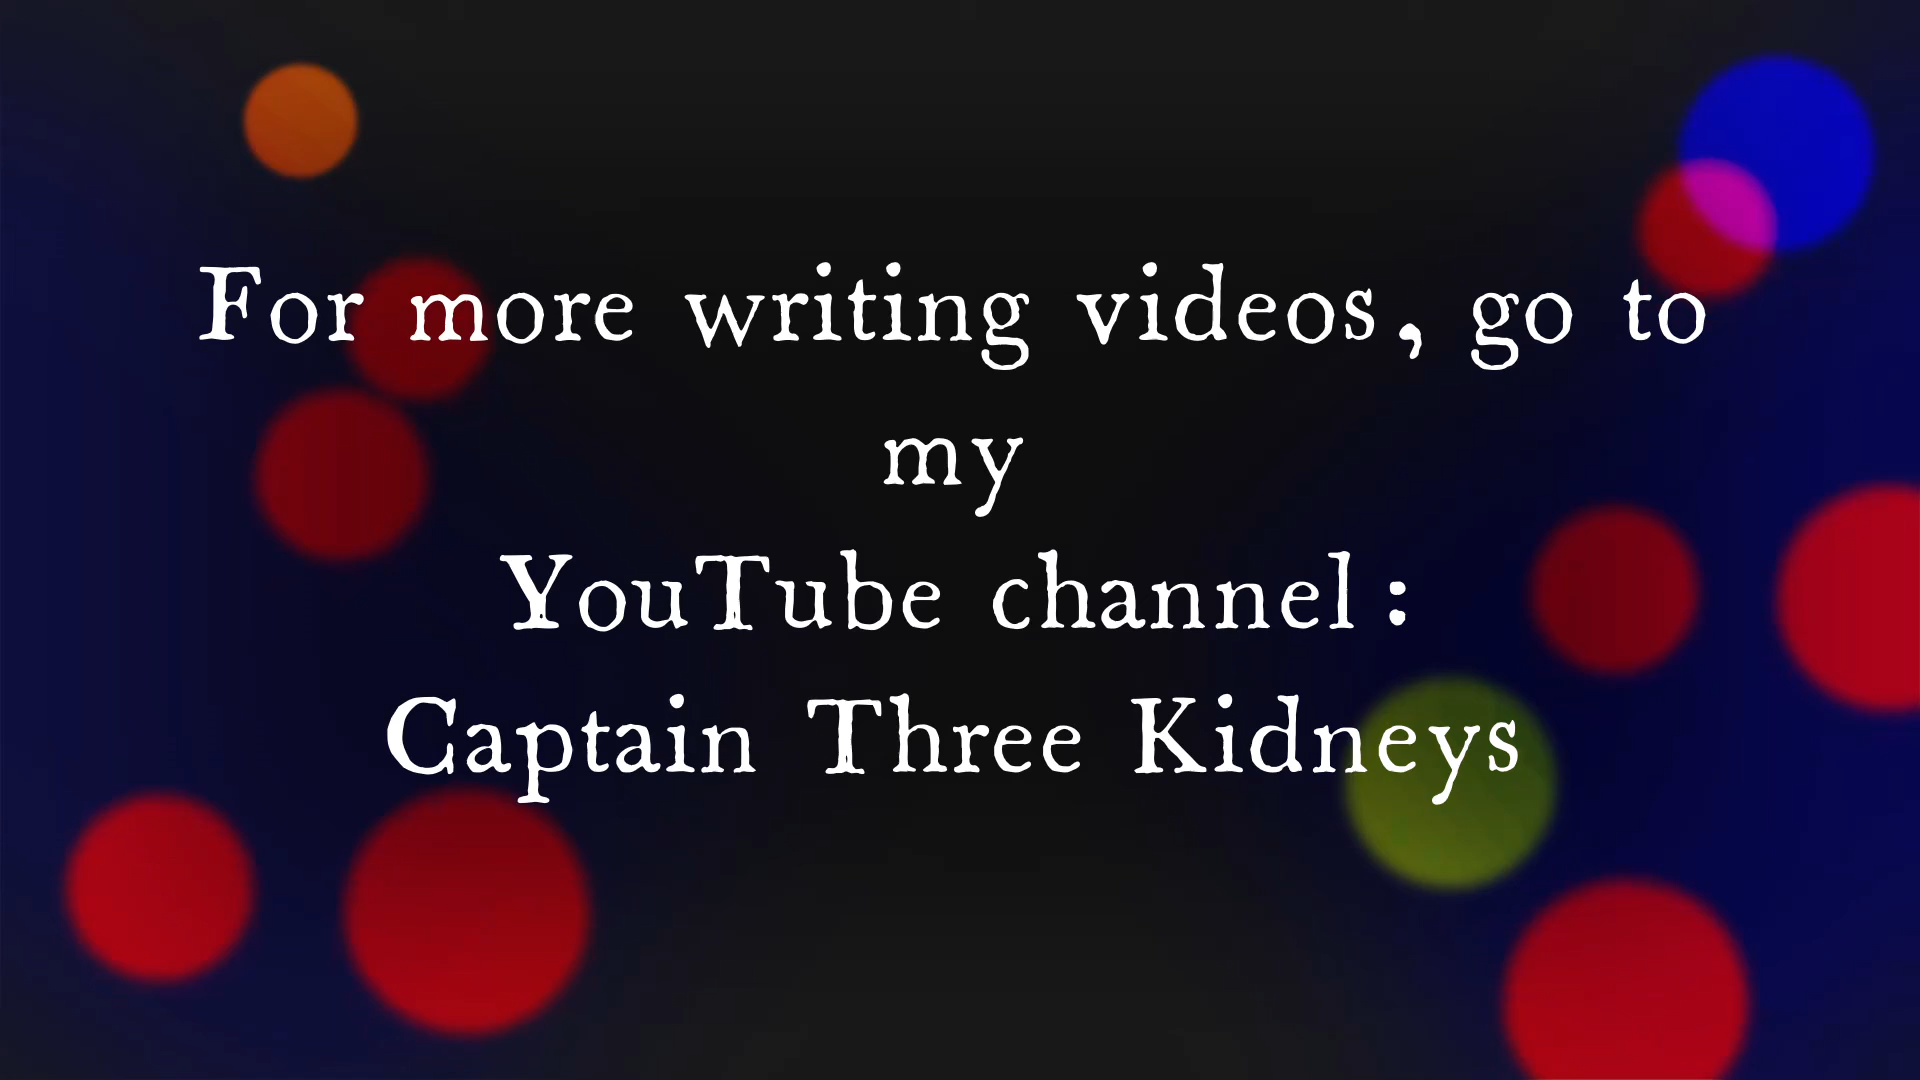 For more writing videos, go to
my
YouTube channel:
Captain Three Kidneys